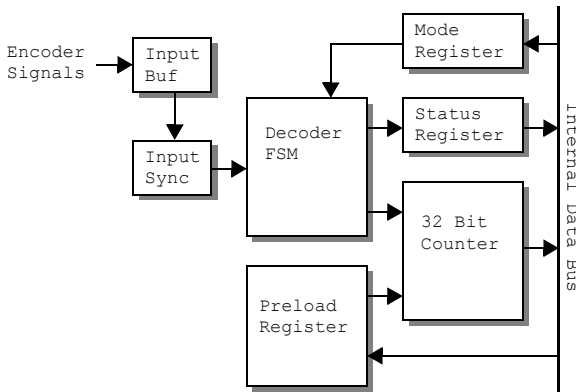 Encoder
Signals
Input
Buf
Input
Sync
Decoder
FSM
Mode
Register
Status
Register
32 Bit
Counter
Preload
Register
Internal Data Bus